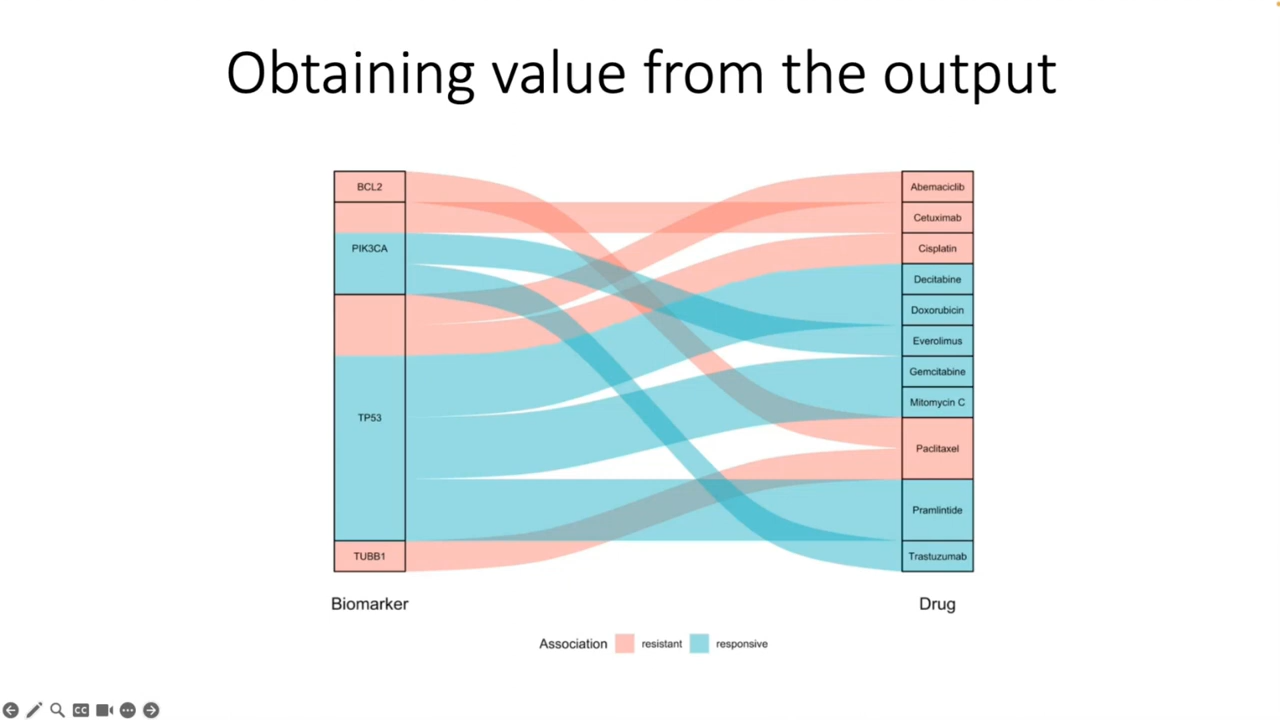 Obtaining value from the output
BCL2
PIK3CA
TP53
TUBB1
Abemaciclib
Cetuximab
Cisplatin
Decitabine
Doxorubicin
Everolimus
Gemcitabine
Mitomycin C
Paclitaxel
Pramlintide
Trastuzumab
Biomarker
Drug
Association resistant responsive
CC